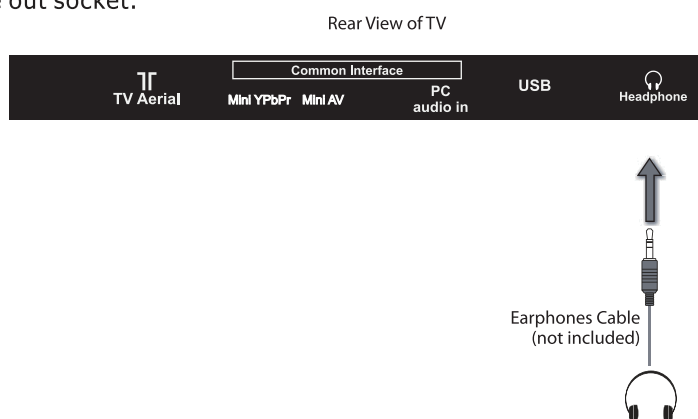 out socket.
Rear View of TV
Common Interface
TV Aerial
Mini YPbPr Mini AV
PC
audio in
USB
Headphone
Earphones Cable
(not included)